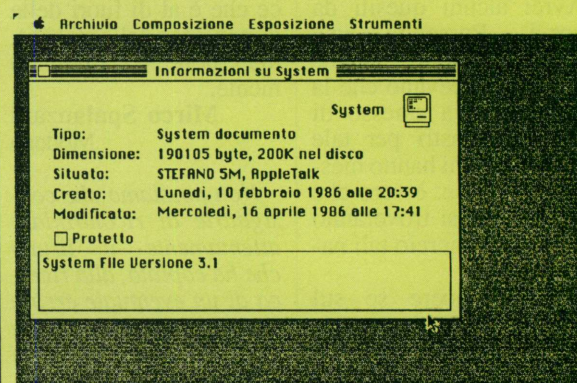 Archivio Composizione Esposizione Strumenti
Informazioni su System
System
Tipo: System documento
Dimensione: 190105 byte, 200K nel disco
Situato: STEFANO 5M, AppleTalk
Creato: Lunedì, 10 febbraio 1986 alle 20:39
Modificato: Mercoledì, 16 aprile 1986 alle 17:41
Protetto
System File Versione 3.1